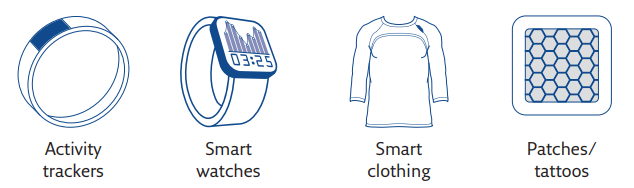 03:25
Activity
trackers
Smart
watches
Smart
clothing
Patches/
tattoos